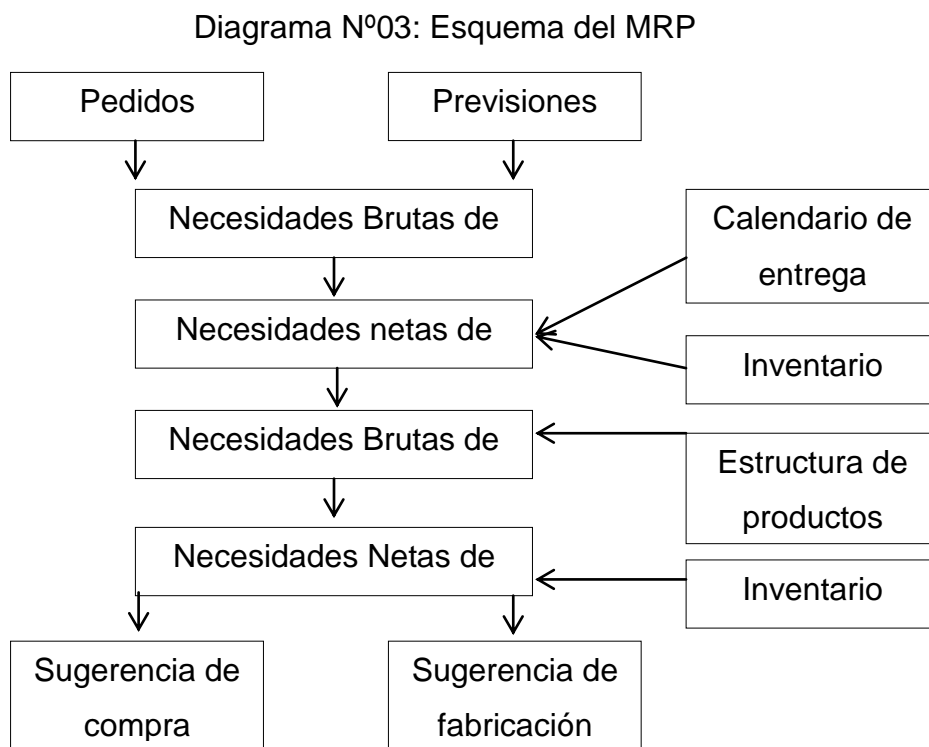 Diagrama Nº03: Esquema del MRP
Pedidos
Previsiones
Necesidades Brutas de
Calendario de
entrega
Necesidades netas de
Inventario
Necesidades Brutas de
Estructura de
productos
Necesidades Netas de
Inventario
Sugerencia de
compra
Sugerencia de
fabricación